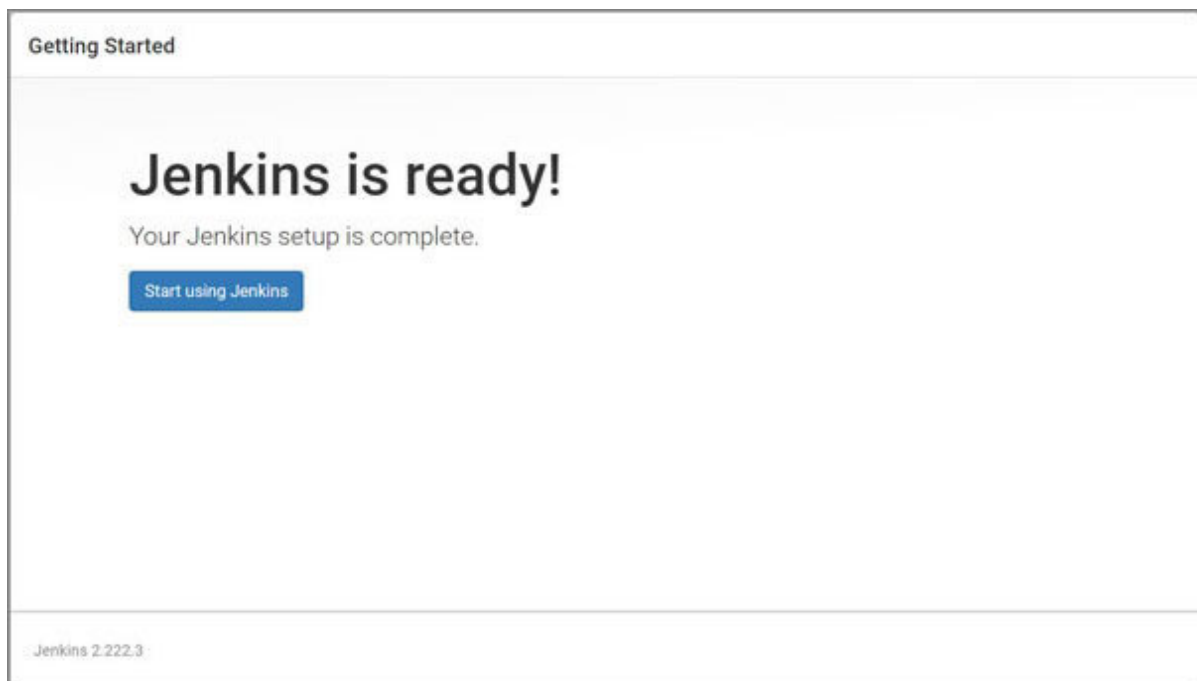 Getting Started
Jenkins is ready!
Your Jenkins setup is complete.
Start using Jenkins
Jenkins 2.222.3